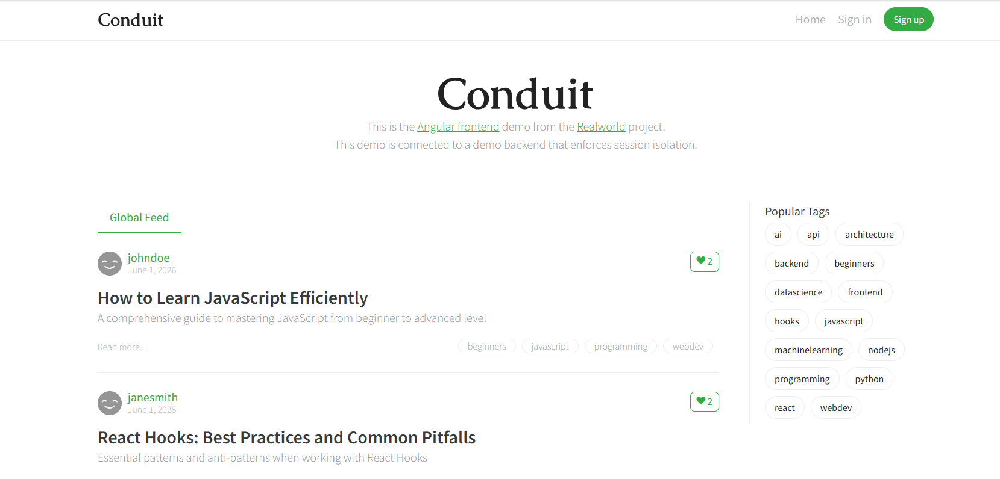 Conduit
Home Sign in Sign up
Conduit
This is the Angular frontend demo from the Realworld project.
This demo is connected to a demo backend that enforces session isolation.
Global Feed
johndoe
June 1, 2026
2
How to Learn JavaScript Efficiently
A comprehensive guide to mastering JavaScript from beginner to advanced level
Read more...
beginners javascript programming webdev
janesmith
June 1, 2026
2
React Hooks: Best Practices and Common Pitfalls
Essential patterns and anti-patterns when working with React Hooks
Popular Tags
ai api architecture
backend beginners
datascience frontend
hooks javascript
machinelearning nodejs
programming python
react webdev